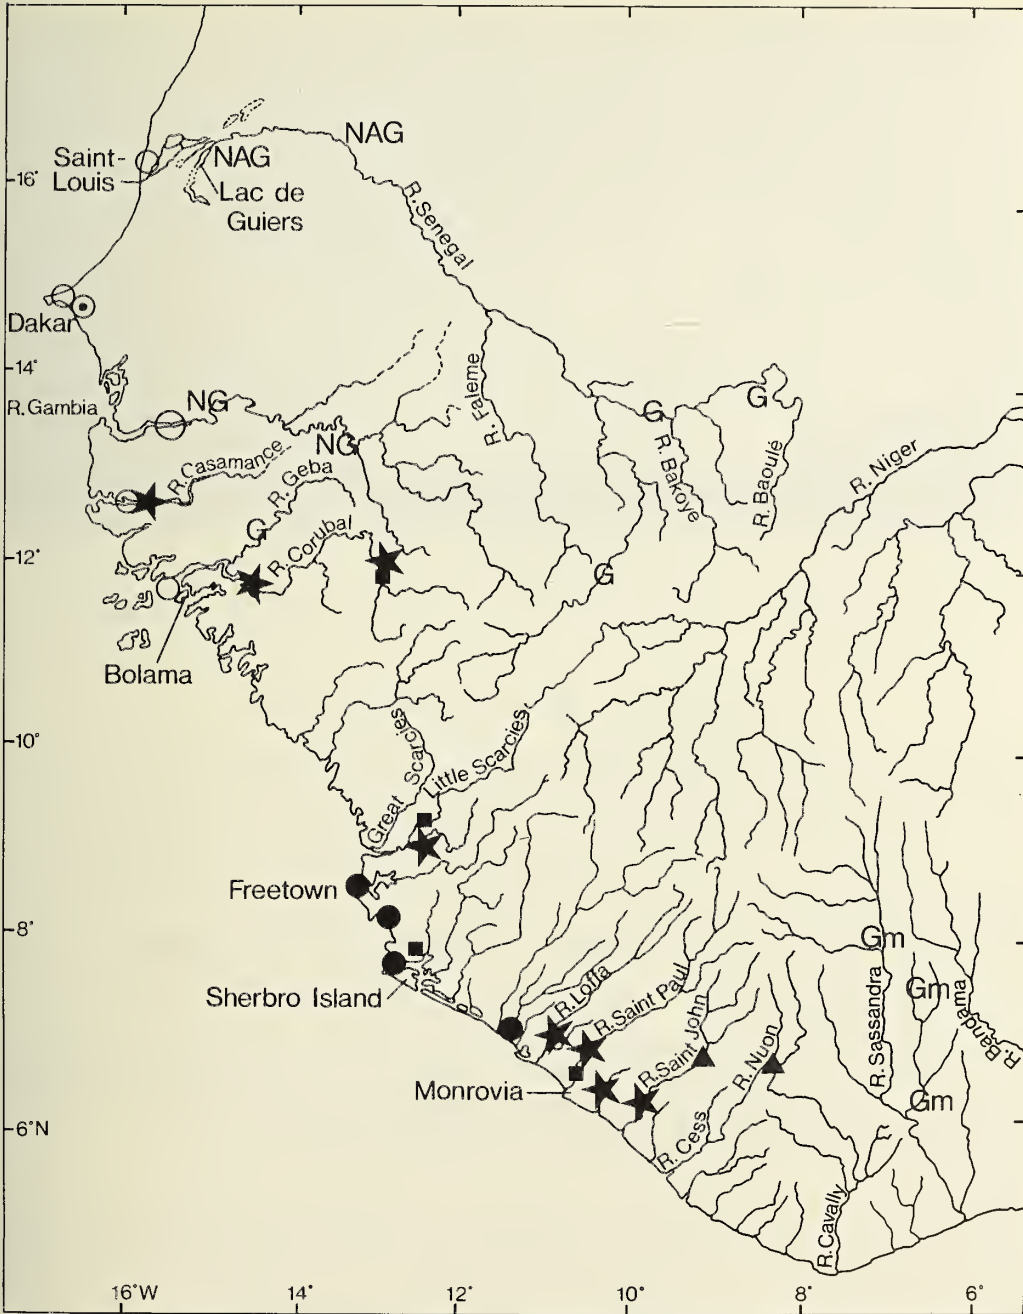 NAG
Saint-
Louis
NAG
16°
Lac de
Guiers
R. Senegal
Dakar
14°
R. Gambia
NG
R. Faleme
G
G
NG
R. Casamance
R. Geba
R. Bakoye
R. Baoulé
R. Niger
G
R. Corubal
12°
G
Bolama
10°
Great Scarcies
Little Scarcies
Freetown
8°
Gm
Sherbro Island
R. Loffa
R. Saint Paul
Gm
R. Sassandra
R. Bandama
R.
Monrovia
R. Saint John
R. Nuon
Gm
6°N
R. Cess
R. Cavally
16°W
14°
12°
10°
8°
6°